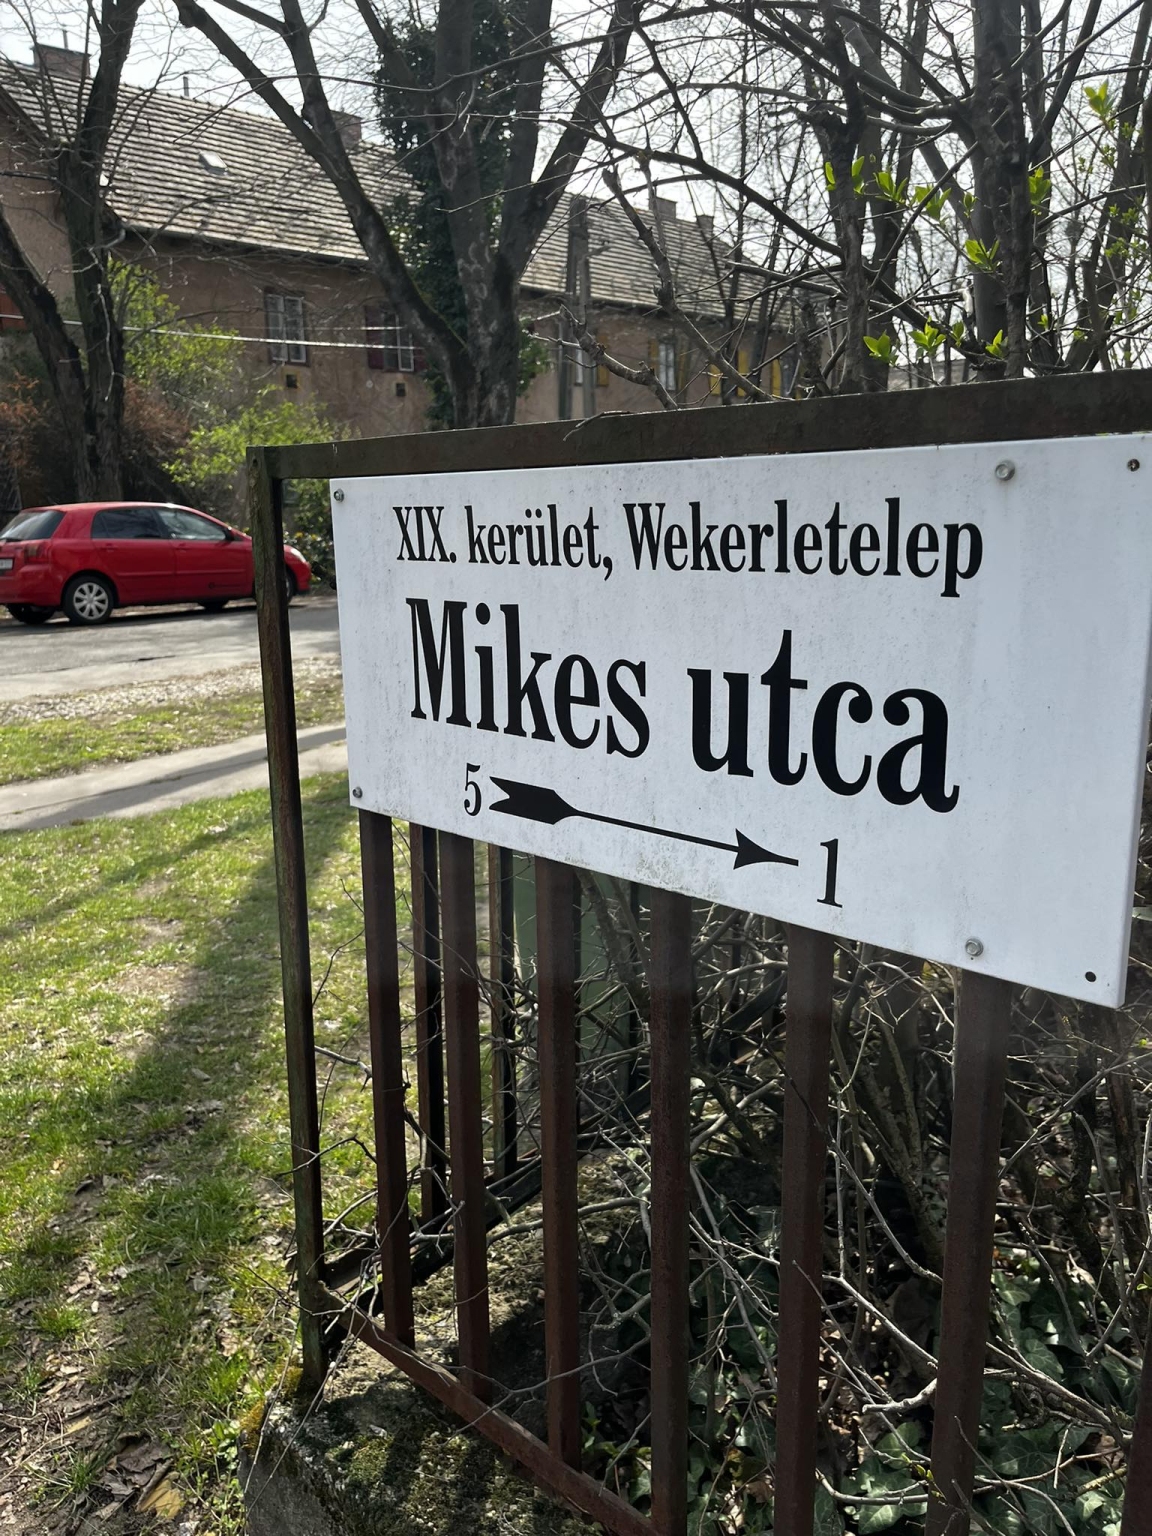 XIX. kerület, Wekerletelep
Mikes utca
5 1